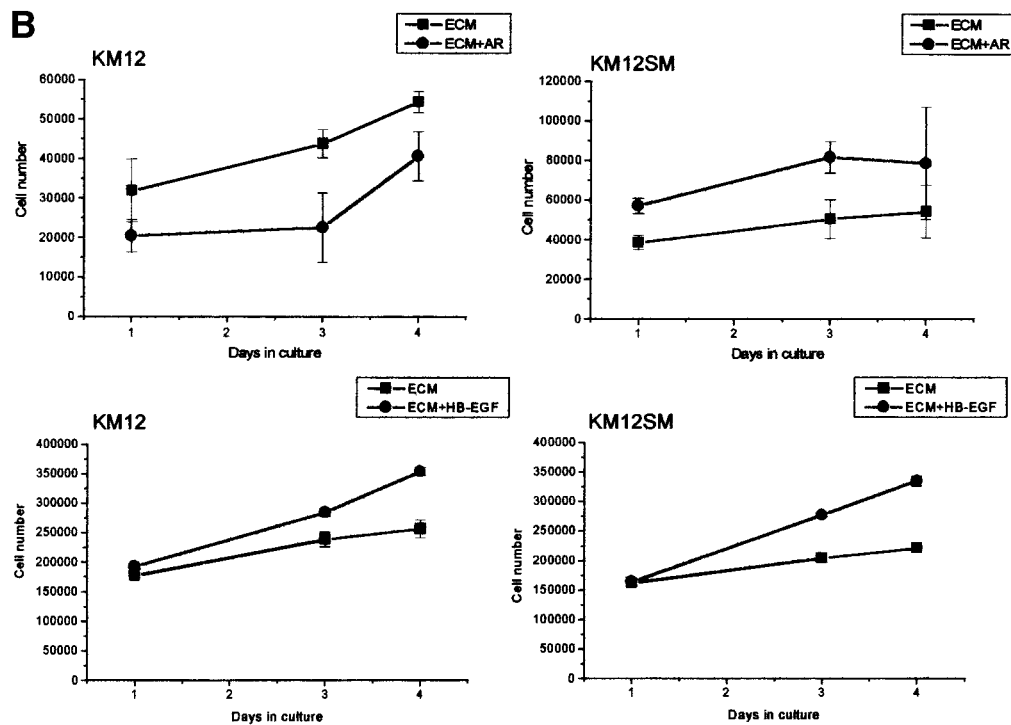 B
ECM
ECM+AR
KM12
60000
50000
40000
30000
20000
10000
0
Cell number
1 2 3 4
Days in culture
ECM
ECM+AR
KM12SM
120000
100000
80000
60000
40000
20000
0
Cell number
1 2 3 4
Days in culture
ECM
ECM+HB-EGF
KM12
400000
350000
300000
250000
200000
150000
100000
50000
0
Cell number
1 2 3 4
Days in culture
ECM
ECM+HB-EGF
KM12SM
400000
350000
300000
250000
200000
150000
100000
50000
0
Cell number
1 2 3 4
Days in culture